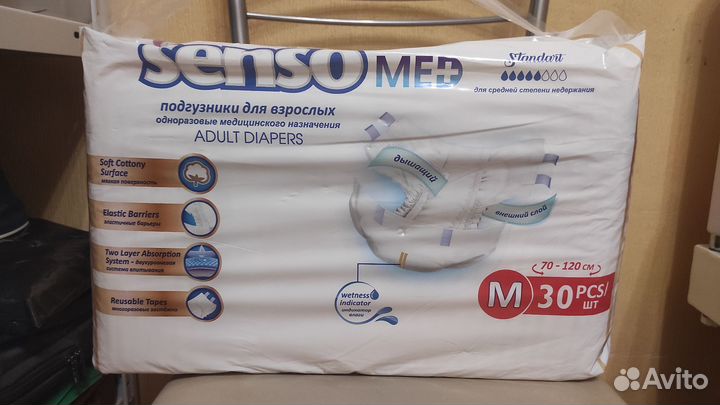 senso MED
Standart
для средней степени недержания
подгузники для взрослых
одноразовые медицинского назначения
ADULT DIAPERS
Soft Cottony
Surface
мягкая поверхность
Elastic Barriers
эластичные барьеры
Two Layer Absorption
System - двухуровневая
система впитывания
Reusable Tapes
многоразовые застёжки
дышащий
внешний слой
wetness
indicator
индикатор
влаги
70 - 120 см
M 30 PCS/
ШТ
Avito